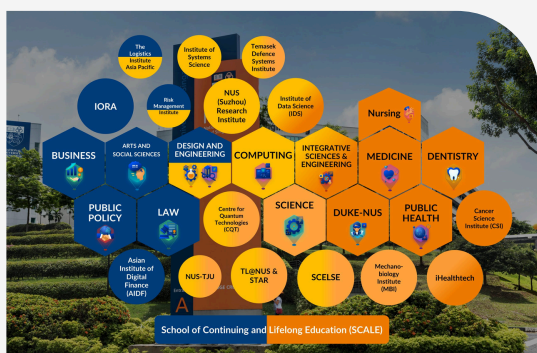 The
Logistics
Institute
Asia Pacific
Institute of
Systems
Science
Temasek
Defence
Systems
Institute
IORA
Risk
Management
Institute
NUS
(Suzhou)
Research
Institute
Institute of
Data Science
(IDS)
Nursing
BUSINESS
ARTS AND
SOCIAL SCIENCES
DESIGN AND
ENGINEERING
COMPUTING
INTEGRATIVE
SCIENCES &
ENGINEERING
MEDICINE
DENTISTRY
PUBLIC
POLICY
LAW
Centre for
Quantum
Technologies
(CQT)
SCIENCE
DUKE-NUS
PUBLIC
HEALTH
Cancer
Science
Institute (CSI)
Asian
Institute of
Digital
Finance
(AIDF)
NUS-TJU
TL@NUS &
STAR
SCELSE
Mechano-
biology
Institute
(MBI)
iHealthtech
A
School of Continuing and Lifelong Education (SCALE)